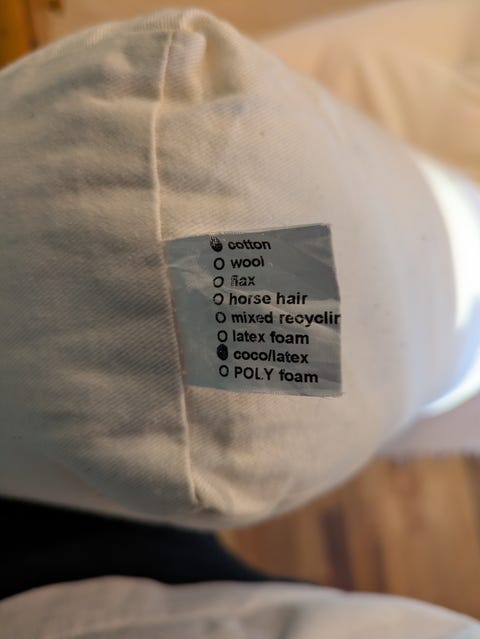 cotton
wool
flax
horse hair
mixed recyclin
latex foam
coco/latex
POLY foam